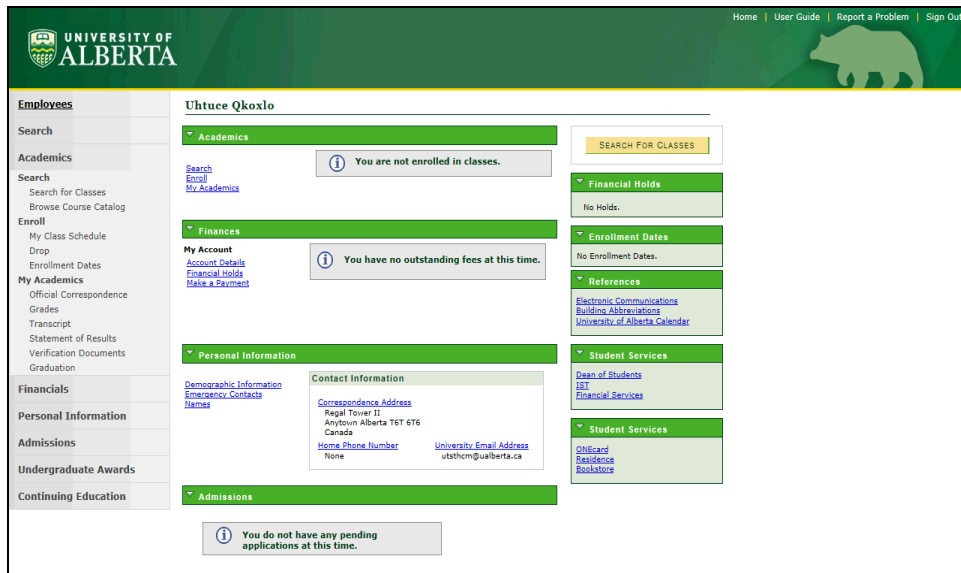 Home | User Guide | Report a Problem | Sign Out
UNIVERSITY OF
ALBERTA
Employees
Search
Academics
Search
Search for Classes
Browse Course Catalog
Enroll
My Class Schedule
Drop
Enrollment Dates
My Academics
Official Correspondence
Grades
Transcript
Statement of Results
Verification Documents
Graduation
Financials
Personal Information
Admissions
Undergraduate Awards
Continuing Education
Uhtuce Qkoxlo
Academics
You are not enrolled in classes.
Search
Enroll
My Academics
Finances
My Account
Account Details
Financial Holds
Make a Payment
You have no outstanding fees at this time.
Personal Information
Demographic Information
Emergency Contacts
Names
Contact Information
Correspondence Address
Regal Tower II
Anytown Alberta T6T 6T6
Canada
Home Phone Number University Email Address
None utsthcm@ualberta.ca
Admissions
You do not have any pending
applications at this time.
SEARCH FOR CLASSES
Financial Holds
No Holds.
Enrollment Dates
No Enrollment Dates.
References
Electronic Communications
Building Abbreviations
University of Alberta Calendar
Student Services
Dean of Students
IST
Financial Services
Student Services
ONEcard
Residence
Bookstore